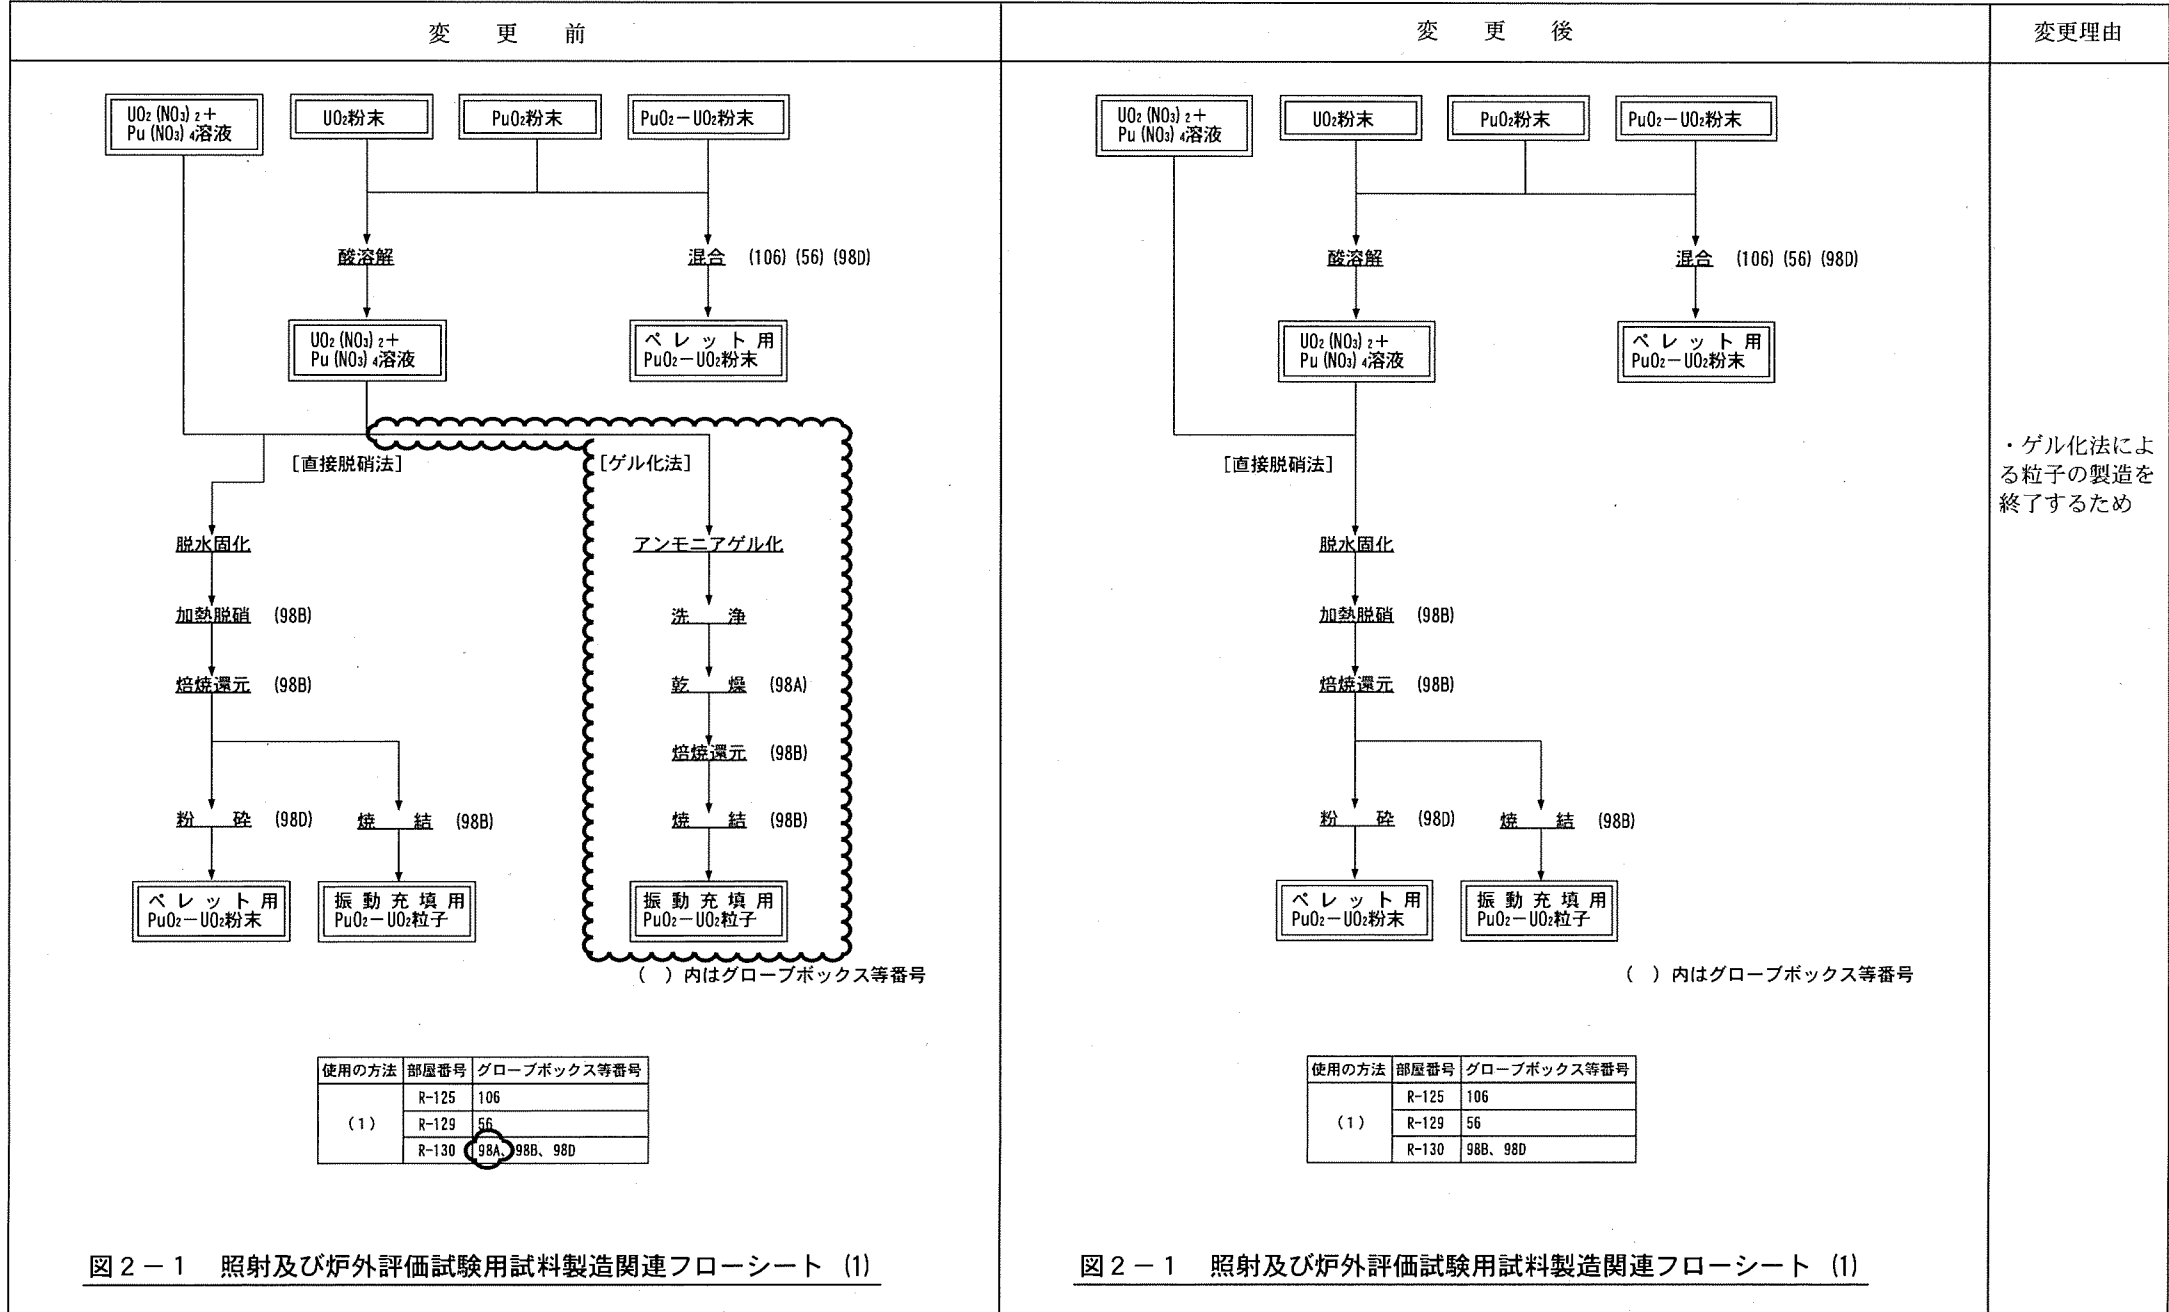 変 更 前
UO₂(NO₃)₂+
Pu(NO₃)₄溶液
UO₂粉末
PuO₂-UO₂粉末
PuO₂粉末
酸溶解
混合 (106) (56) (98D)
UO₂(NO₃)₂+
Pu(NO₃)₄溶液
ペレット用
PuO₂-UO₂粉末
[直接脱硝法]
[ゲル化法]
脱水固化
アンモニアゲル化
加熱脱硝 (98B)
洗 浄
焙焼還元 (98B)
乾 燥 (98A)
焙焼還元 (98B)
粉 砕 (98D)
焼 結 (98B)
焼 結 (98B)
ペレット用
PuO₂-UO₂粉末
振動充填用
PuO₂-UO₂粒子
振動充填用
PuO₂-UO₂粒子
( )内はグローブボックス等番号
使用の方法 部屋番号 グローブボックス等番号
(1)
R-125 106
R-129 56
R-130 98A、98B、98D
図2-1 照射及び炉外評価試験用試料製造関連フローシート (1)
変 更 後
UO₂(NO₃)₂+
Pu(NO₃)₄溶液
UO₂粉末
PuO₂粉末
PuO₂-UO₂粉末
酸溶解
混合 (106) (56) (98D)
UO₂(NO₃)₂+
Pu(NO₃)₄溶液
ペレット用
PuO₂-UO₂粉末
[直接脱硝法]
脱水固化
加熱脱硝 (98B)
焙焼還元 (98B)
粉 砕 (98D)
焼 結 (98B)
ペレット用
PuO₂-UO₂粉末
振動充填用
PuO₂-UO₂粒子
( )内はグローブボックス等番号
使用の方法 部屋番号 グローブボックス等番号
(1)
R-125 106
R-129 56
R-130 98B、98D
図2-1 照射及び炉外評価試験用試料製造関連フローシート (1)
変更理由
・ゲル化法によ
る粒子の製造を
終了するため